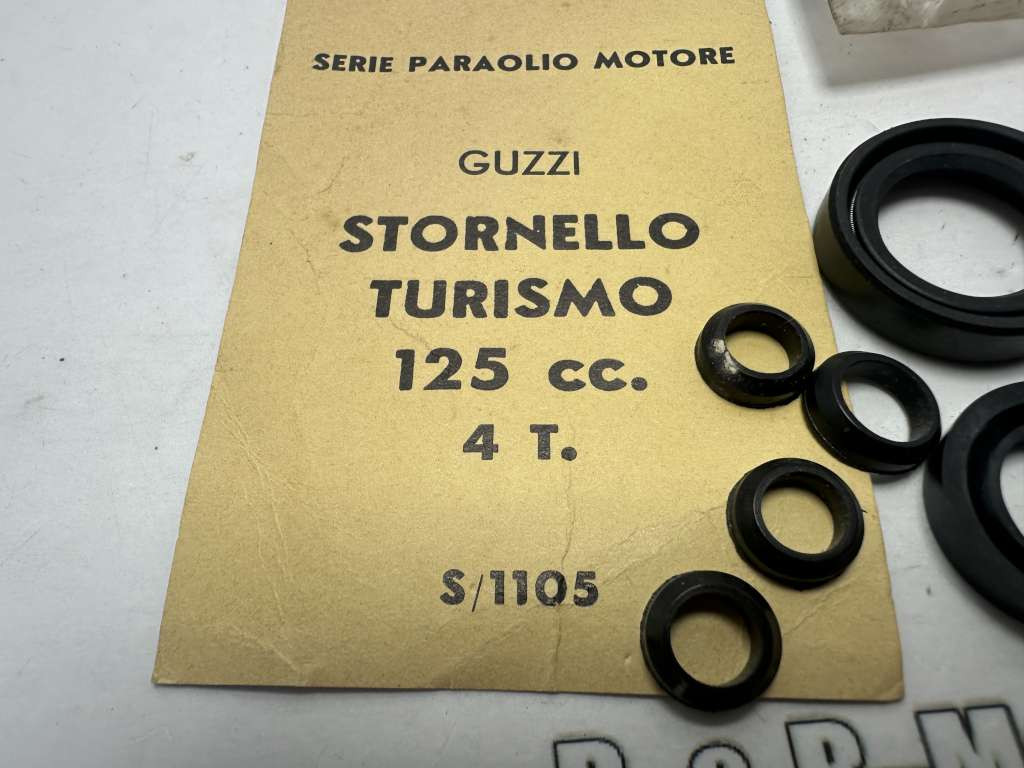 SERIE PARAOLIO MOTORE
GUZZI
STORNELLO
TURISMO
125 cc.
4 T.
S/1105